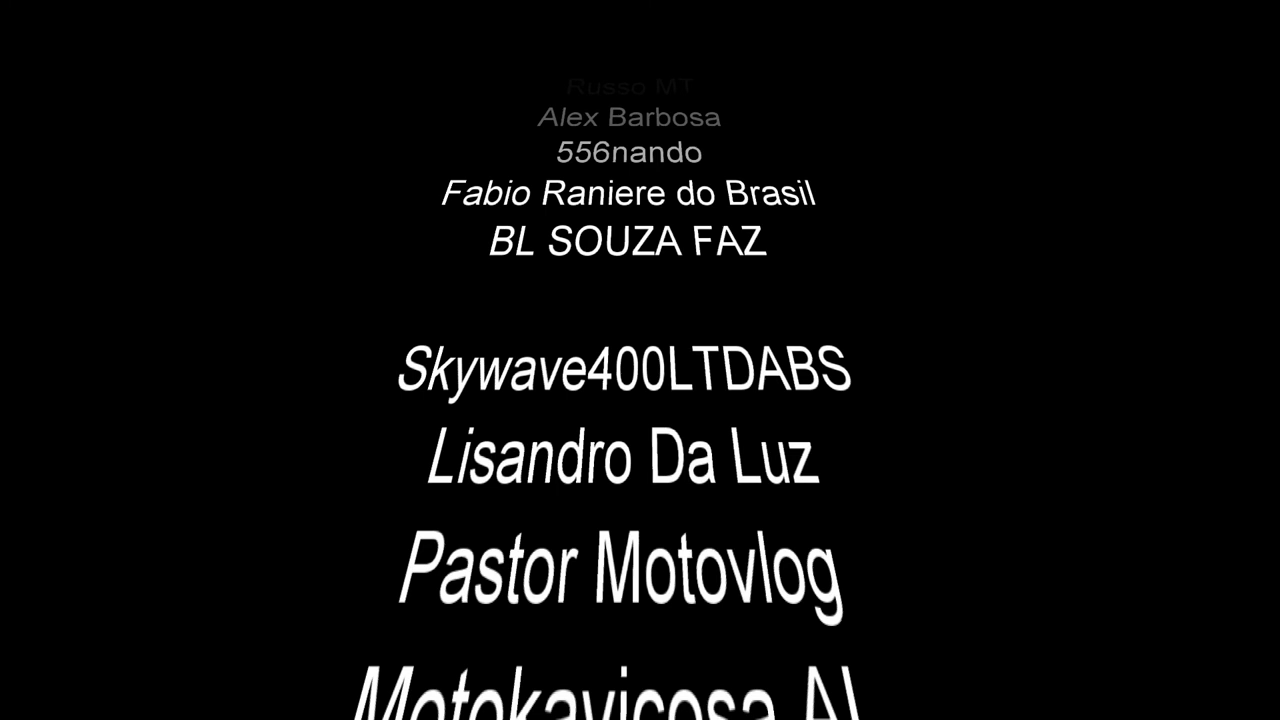 Russo MT
Alex Barbosa
556nando
Fabio Raniere do Brasil
BL SOUZA FAZ
Skywave400LTDABS
Lisandro Da Luz
Pastor Motovlog